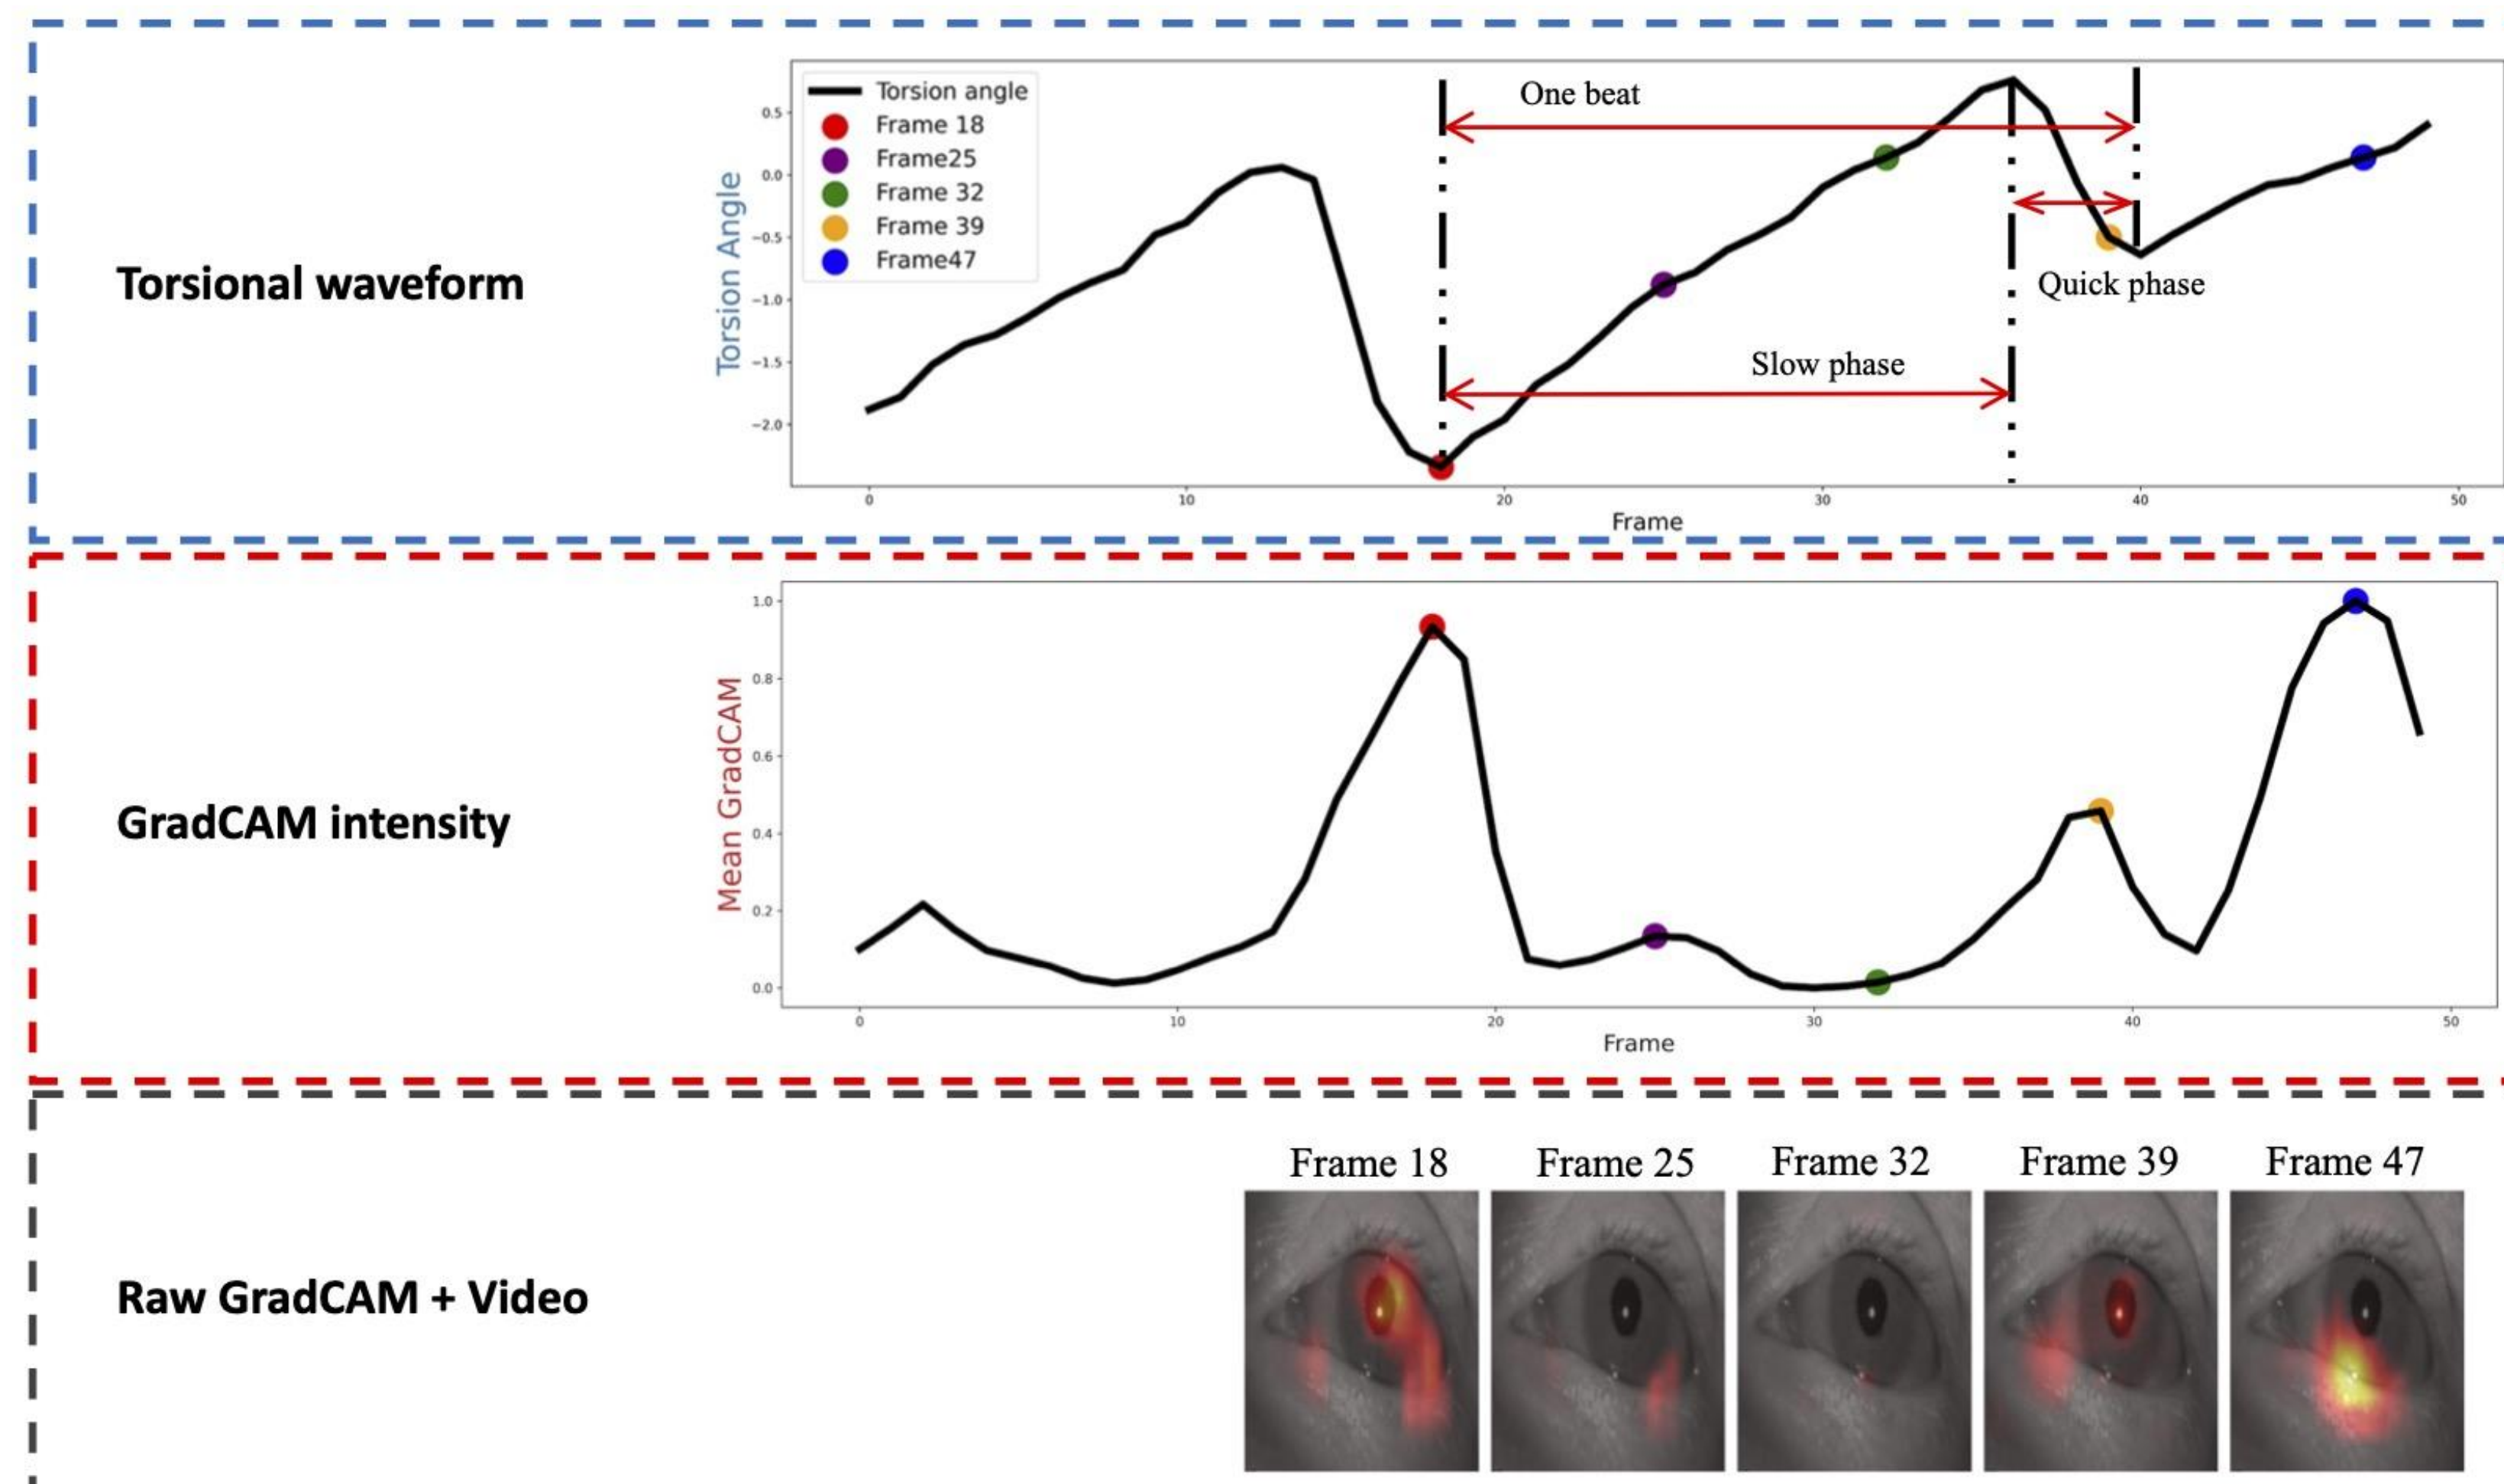 Torsional waveform
Torsion angle
Frame 18
Frame25
Frame 32
Frame 39
Frame47
One beat
Slow phase
Quick phase
Torsion Angle
0.5
0.0
−0.5
−1.0
−1.5
−2.0
0
10
20
30
40
50
Frame
GradCAM intensity
Mean GradCAM
1.0
0.8
0.6
0.4
0.2
0.0
0
10
20
30
40
50
Frame
Raw GradCAM + Video
Frame 18
Frame 25
Frame 32
Frame 39
Frame 47